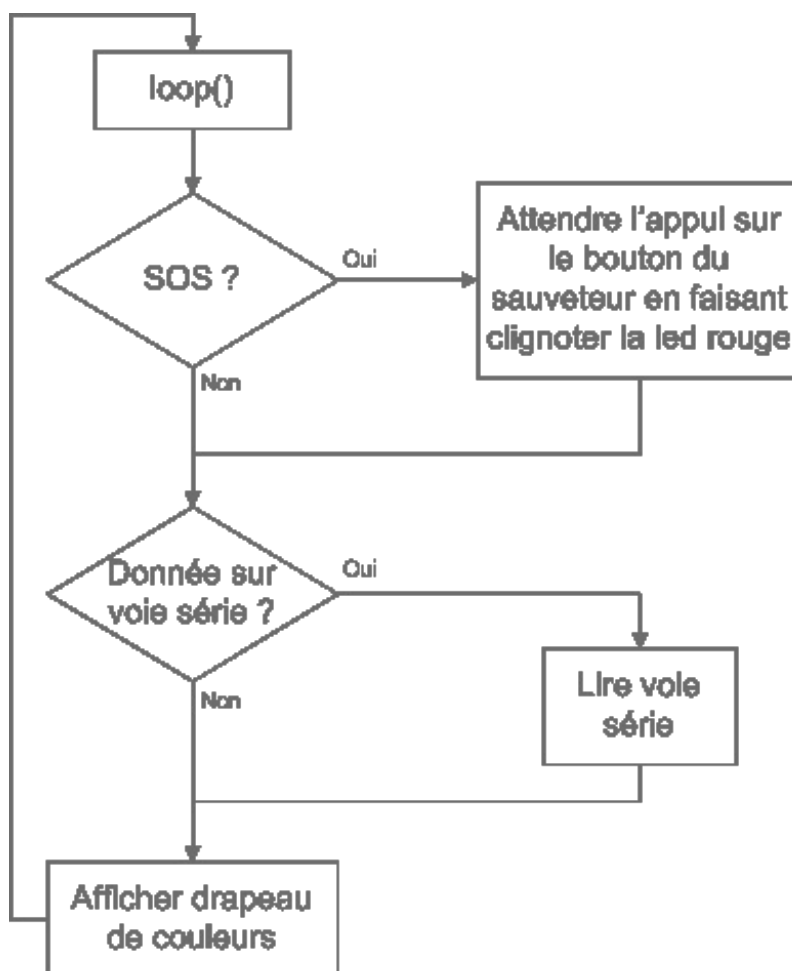 loop()
SOS ?
Oui
Attendre l'appui sur
le bouton du
sauveteur en faisant
clignoter la led rouge
Non
Donnée sur
voie série ?
Oui
Lire voie
série
Non
Afficher drapeau
de couleurs